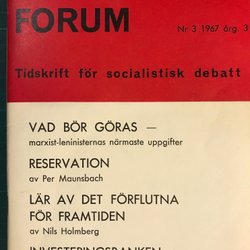 FORUM
Nr 3 1967 årg. 3
Tidskrift för socialistisk debatt
VAD BÖR GÖRAS —
marxist-leninisternas närmaste uppgifter
RESERVATION
av Per Maunsbach
LÄR AV DET FÖRFLUTNA
FÖR FRAMTIDEN
av Nils Holmberg
INVESTERINGSBANKEN